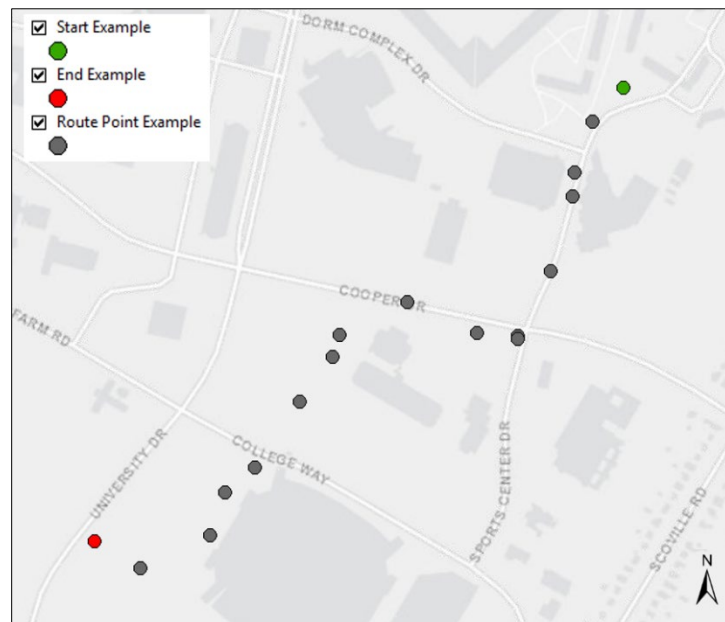 Start Example
End Example
Route Point Example
DORM COMPLEX DR
COOPER DR
FARM RD
UNIVERSITY DR
COLLEGE WAY
SPORTS CENTER DR
SCOVILLE RD
N